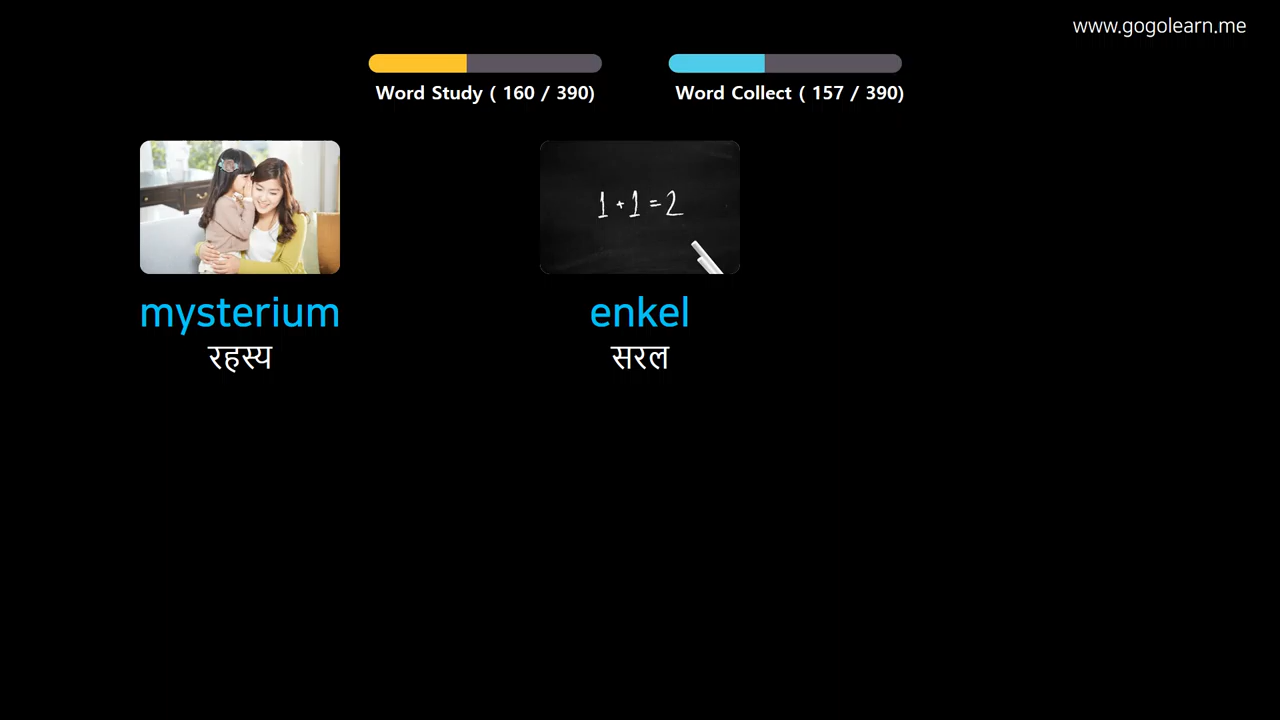 www.gogolearn.me
Word Study ( 160 / 390)
Word Collect ( 157 / 390)
1 + 1 = 2
mysterium
enkel
रहस्य
सरल